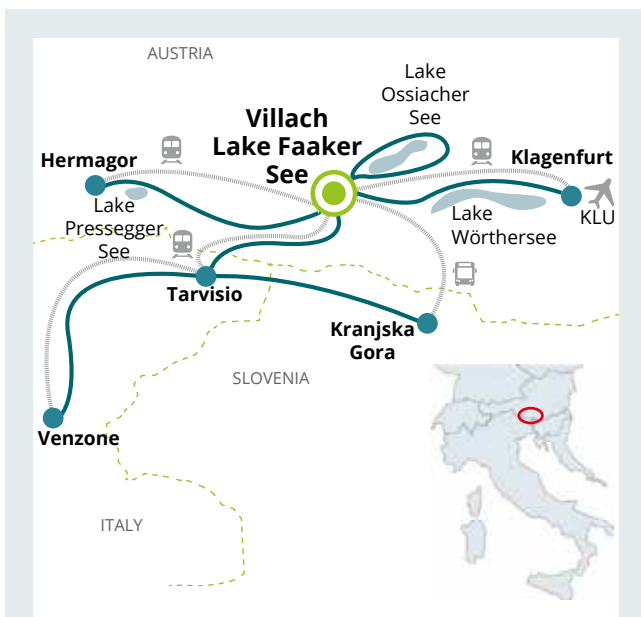 AUSTRIA
Lake
Ossiacher
See
Villach
Lake Faaker
See
Hermagor
Klagenfurt
Lake
Pressegger
See
KLU
Lake
Wörthersee
Tarvisio
Kranjska
Gora
SLOVENIA
Venzone
ITALY